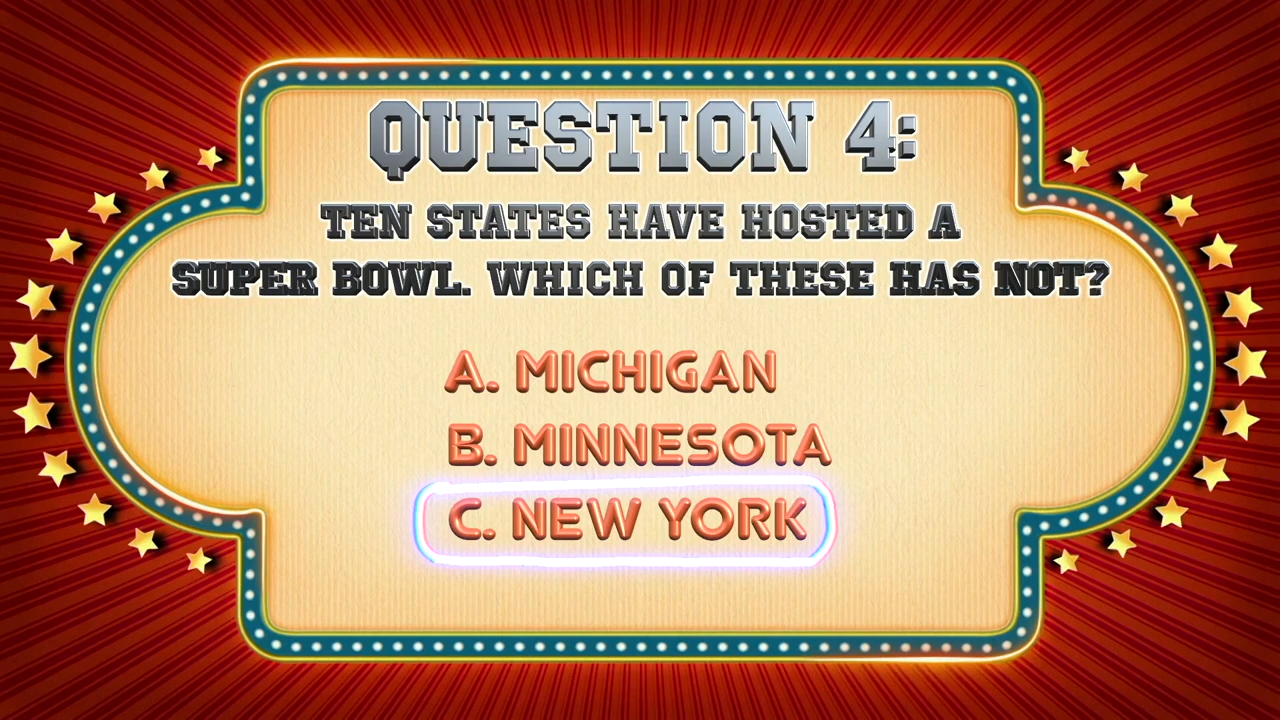 QUESTION 4:
TEN STATES HAVE HOSTED A
SUPER BOWL. WHICH OF THESE HAS NOT?
A. MICHIGAN
B. MINNESOTA
C. NEW YORK